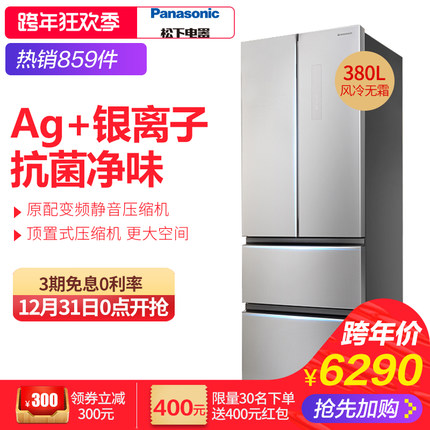 跨年狂欢季
Panasonic
松下电器
热销859件
380L
风冷无霜
Ag+银离子
抗菌净味
原配变频静音压缩机
顶置式压缩机 更大空间
3期免息0利率
12月31日0点开抢
跨年价
¥6290
抢先加购
¥300
领券立减
300元
400元
限量30名下单
送400元红包